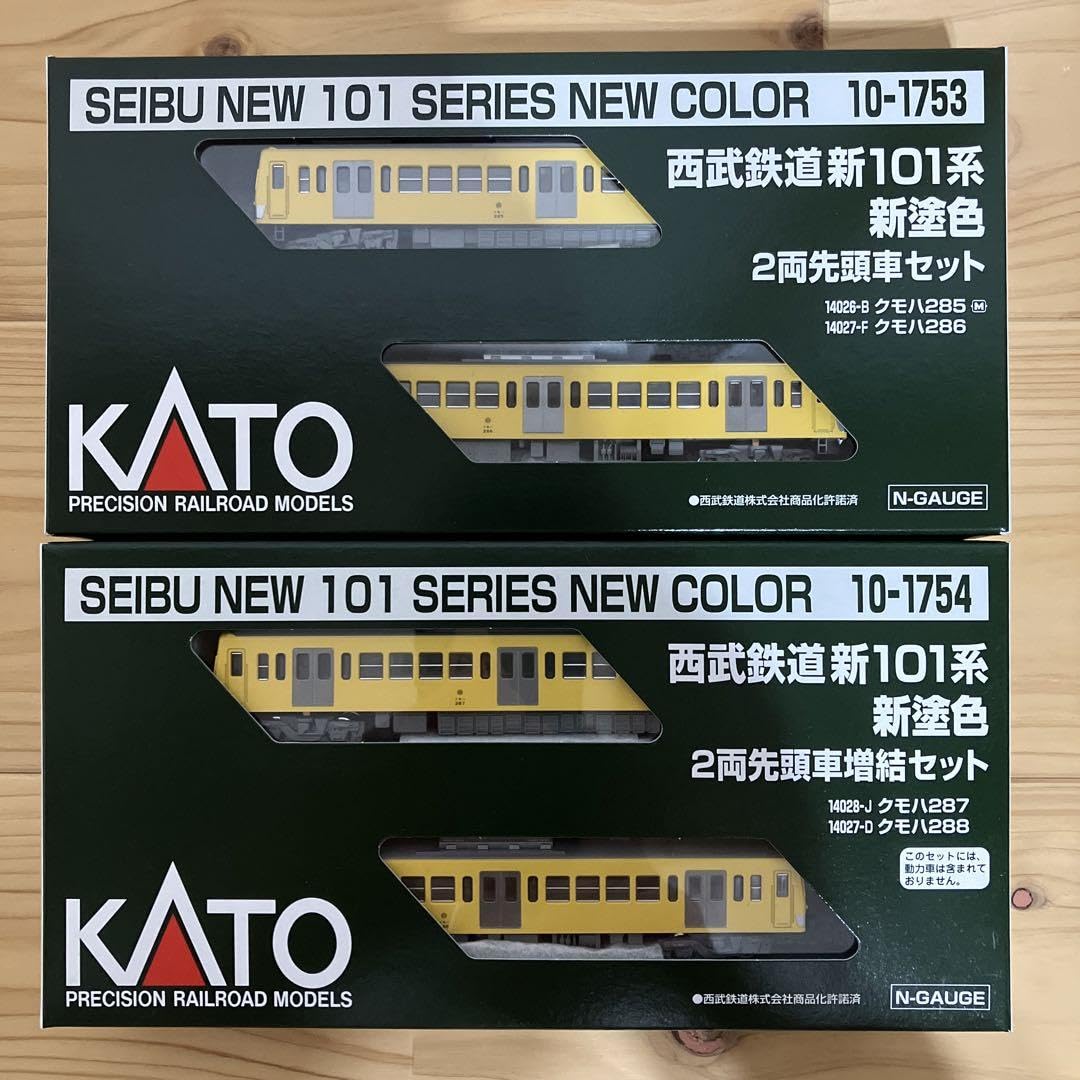 SEIBU NEW 101 SERIES NEW COLOR 10-1753
西武鉄道新101系
新塗色
2両先頭車セット
14026-B クモハ285 M
14027-F クモハ286
KATO
PRECISION RAILROAD MODELS
●西武鉄道株式会社商品化許諾済
N-GAUGE
SEIBU NEW 101 SERIES NEW COLOR 10-1754
西武鉄道新101系
新塗色
2両先頭車増結セット
14028-J クモハ287
14027-D クモハ288
このセットには、
動力車は含まれて
おりません。
KATO
PRECISION RAILROAD MODELS
●西武鉄道株式会社商品化許諾済
N-GAUGE